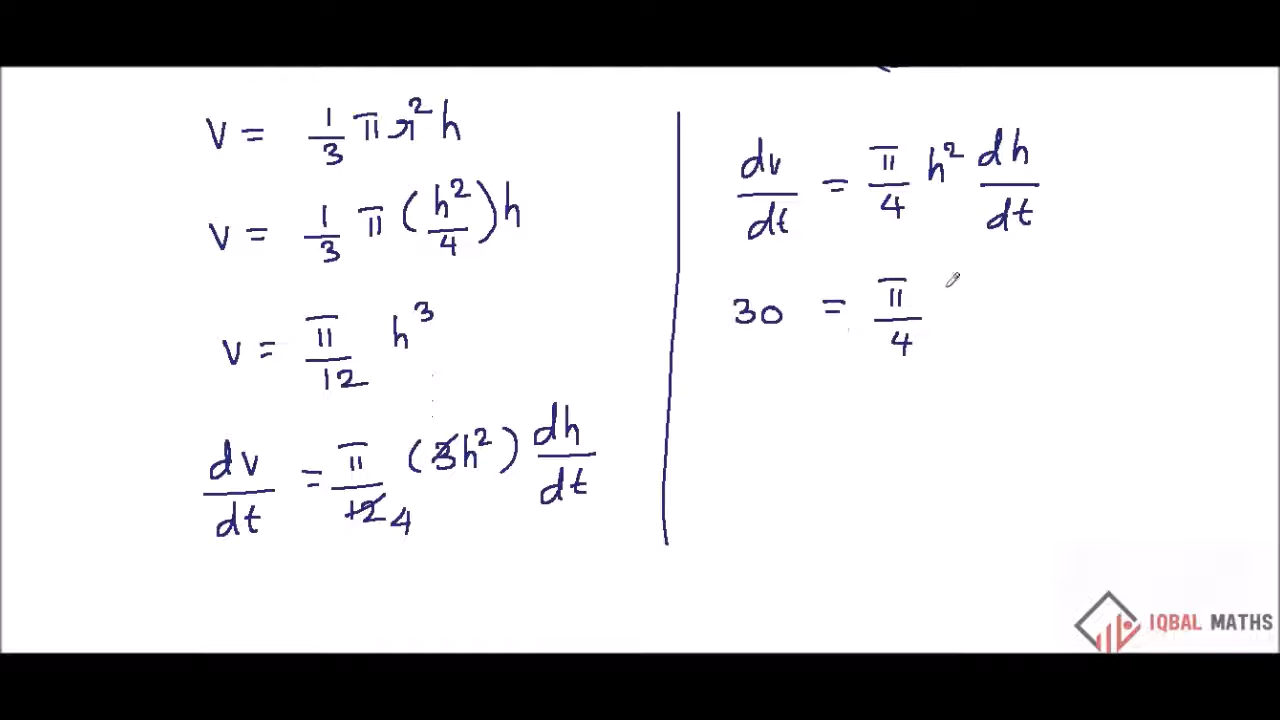 V = 1/3 π r² h
V = 1/3 π (h²/4) h
V = π/12 h³
dv/dt = π/12 4 (3h²) dh/dt
dv/dt = π/4 h² dh/dt
30 = π/4
IQBAL MATHS